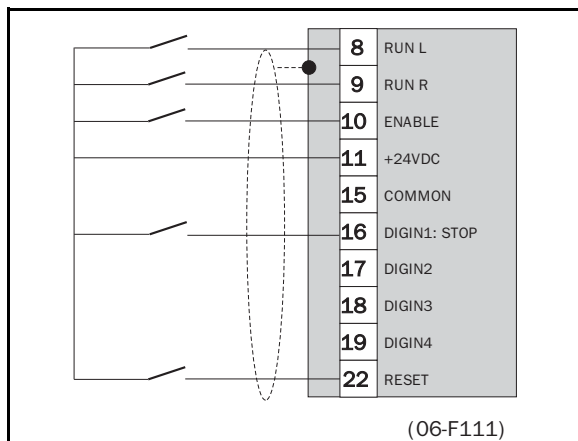 8 RUN L
9 RUN R
10 ENABLE
11 +24VDC
15 COMMON
16 DIGIN1: STOP
17 DIGIN2
18 DIGIN3
19 DIGIN4
22 RESET
(06-F111)